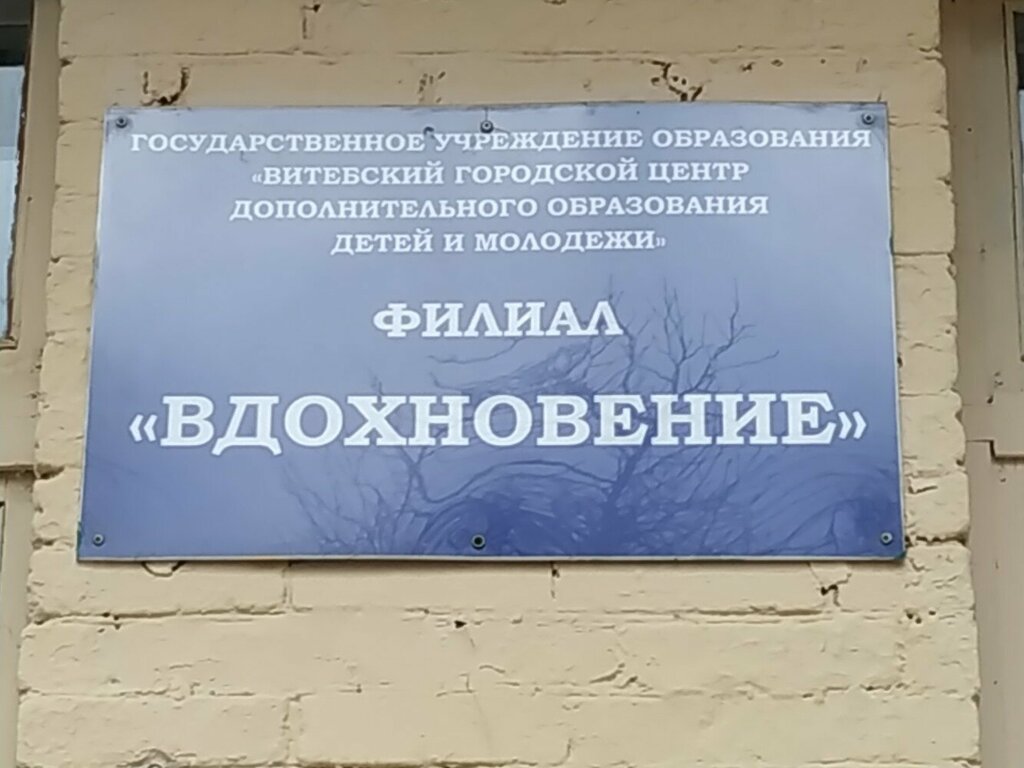 ГОСУДАРСТВЕННОЕ УЧРЕЖДЕНИЕ ОБРАЗОВАНИЯ
«ВИТЕБСКИЙ ГОРОДСКОЙ ЦЕНТР
ДОПОЛНИТЕЛЬНОГО ОБРАЗОВАНИЯ
ДЕТЕЙ И МОЛОДЕЖИ»
ФИЛИАЛ
«ВДОХНОВЕНИЕ»